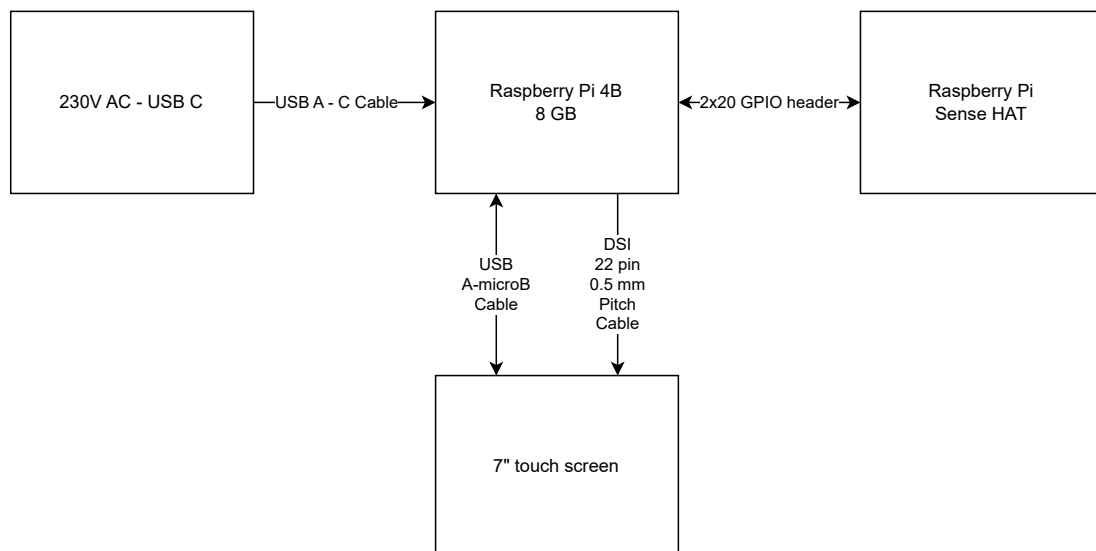 230V AC - USB C
USB A - C Cable
Raspberry Pi 4B
8 GB
2x20 GPIO header
Raspberry Pi
Sense HAT
USB
A-microB
Cable
DSI
22 pin
0.5 mm
Pitch
Cable
7" touch screen